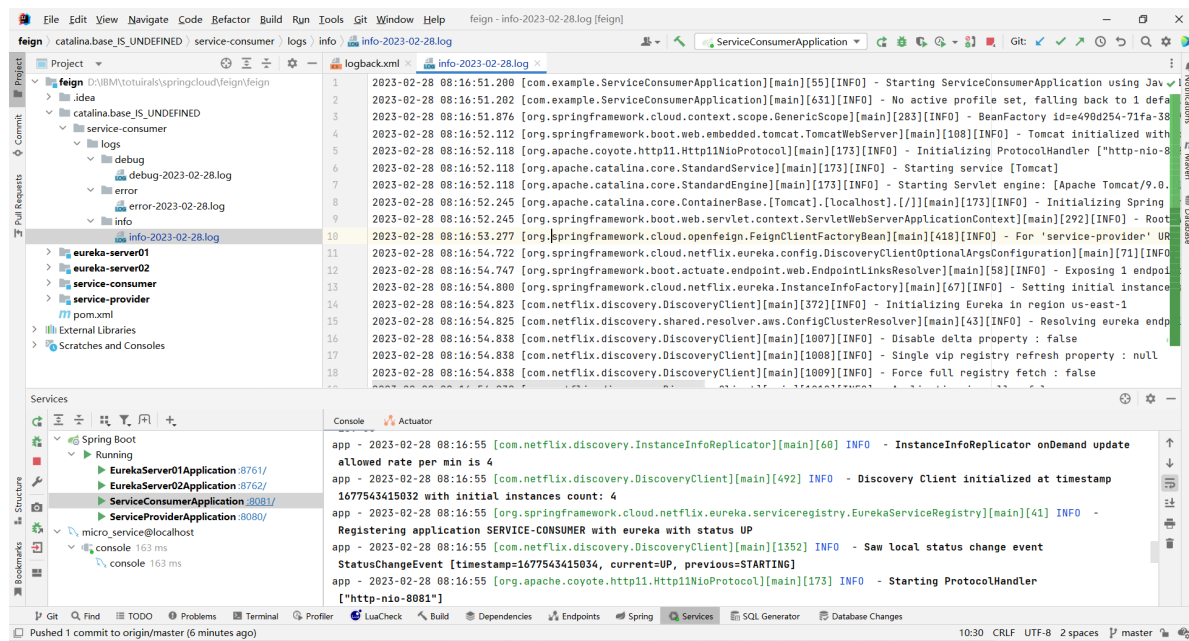 File Edit View Navigate Code Refactor Build Run Tools Git Window Help feign - info-2023-02-28.log [feign]
feign catalina.base_IS_UNDEFINED service-consumer logs info info-2023-02-28.log ServiceConsumerApplication Git:
Project
logback.xml info-2023-02-28.log
feign D:\IBM\toturials\springcloud\feign\feign
.idea
catalina.base_IS_UNDEFINED
service-consumer
logs
debug
debug-2023-02-28.log
error
error-2023-02-28.log
info
info-2023-02-28.log
eureka-server01
eureka-server02
service-consumer
service-provider
pom.xml
External Libraries
Scratches and Consoles
1 2023-02-28 08:16:51.200 [com.example.ServiceConsumerApplication][main][55][INFO] - Starting ServiceConsumerApplication using Jav
2 2023-02-28 08:16:51.202 [com.example.ServiceConsumerApplication][main][631][INFO] - No active profile set, falling back to 1 defa
3 2023-02-28 08:16:51.876 [org.springframework.cloud.context.scope.GenericScope][main][283][INFO] - BeanFactory id=e490d254-71fa-38
4 2023-02-28 08:16:52.112 [org.springframework.boot.web.embedded.tomcat.TomcatWebServer][main][108][INFO] - Tomcat initialized with
5 2023-02-28 08:16:52.118 [org.apache.coyote.http11.Http11NioProtocol][main][173][INFO] - Initializing ProtocolHandler ["http-nio-8
6 2023-02-28 08:16:52.118 [org.apache.catalina.core.StandardService][main][173][INFO] - Starting service [Tomcat]
7 2023-02-28 08:16:52.118 [org.apache.catalina.core.StandardEngine][main][173][INFO] - Starting Servlet engine: [Apache Tomcat/9.0.
8 2023-02-28 08:16:52.245 [org.apache.catalina.core.ContainerBase.[Tomcat].[localhost].[/]][main][173][INFO] - Initializing Spring
9 2023-02-28 08:16:52.245 [org.springframework.boot.web.servlet.context.ServletWebServerApplicationContext][main][292][INFO] - Root
10 2023-02-28 08:16:53.277 [org.springframework.cloud.openfeign.FeignClientFactoryBean][main][418][INFO] - For 'service-provider' UR
11 2023-02-28 08:16:54.722 [org.springframework.cloud.netflix.eureka.config.DiscoveryClientOptionalArgsConfiguration][main][71][INFO
12 2023-02-28 08:16:54.747 [org.springframework.boot.actuate.endpoint.web.EndpointLinksResolver][main][58][INFO] - Exposing 1 endpoi
13 2023-02-28 08:16:54.800 [org.springframework.cloud.netflix.eureka.InstanceInfoFactory][main][67][INFO] - Setting initial instance
14 2023-02-28 08:16:54.823 [com.netflix.discovery.DiscoveryClient][main][372][INFO] - Initializing Eureka in region us-east-1
15 2023-02-28 08:16:54.825 [com.netflix.discovery.shared.resolver.aws.ConfigClusterResolver][main][43][INFO] - Resolving eureka endp
16 2023-02-28 08:16:54.838 [com.netflix.discovery.DiscoveryClient][main][1007][INFO] - Disable delta property : false
17 2023-02-28 08:16:54.838 [com.netflix.discovery.DiscoveryClient][main][1008][INFO] - Single vip registry refresh property : null
18 2023-02-28 08:16:54.838 [com.netflix.discovery.DiscoveryClient][main][1009][INFO] - Force full registry fetch : false
Project
Commit
Pull Requests
Structure
Bookmarks
Notifications
Maven
Database
Services
Console Actuator
Spring Boot
Running
EurekaServer01Application :8761/
EurekaServer02Application :8762/
ServiceConsumerApplication :8081/
ServiceProviderApplication :8080/
micro_service@localhost
console 163 ms
console 163 ms
app - 2023-02-28 08:16:55 [com.netflix.discovery.InstanceInfoReplicator][main][60] INFO - InstanceInfoReplicator onDemand update
allowed rate per min is 4
app - 2023-02-28 08:16:55 [com.netflix.discovery.DiscoveryClient][main][492] INFO - Discovery Client initialized at timestamp
1677543415032 with initial instances count: 4
app - 2023-02-28 08:16:55 [org.springframework.cloud.netflix.eureka.serviceregistry.EurekaServiceRegistry][main][41] INFO -
Registering application SERVICE-CONSUMER with eureka with status UP
app - 2023-02-28 08:16:55 [com.netflix.discovery.DiscoveryClient][main][1352] INFO - Saw local status change event
StatusChangeEvent [timestamp=1677543415034, current=UP, previous=STARTING]
app - 2023-02-28 08:16:55 [org.apache.coyote.http11.Http11NioProtocol][main][173] INFO - Starting ProtocolHandler
["http-nio-8081"]
Git Find TODO Problems Terminal Profiler LuaCheck Build Dependencies Endpoints Spring Services SQL Generator Database Changes
Pushed 1 commit to origin/master (6 minutes ago) 10:30 CRLF UTF-8 2 spaces master